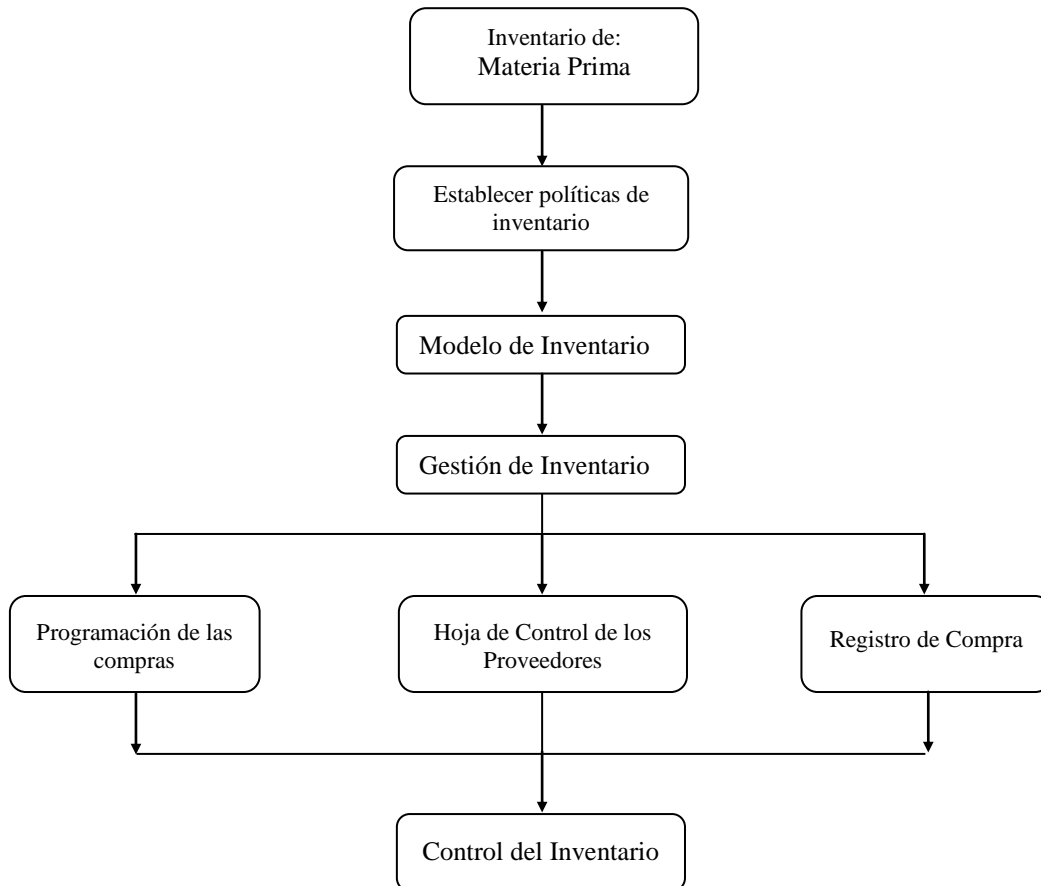 Inventario de:
Materia Prima
Establecer políticas de
inventario
Modelo de Inventario
Gestión de Inventario
Programación de las
compras
Hoja de Control de los
Proveedores
Registro de Compra
Control del Inventario